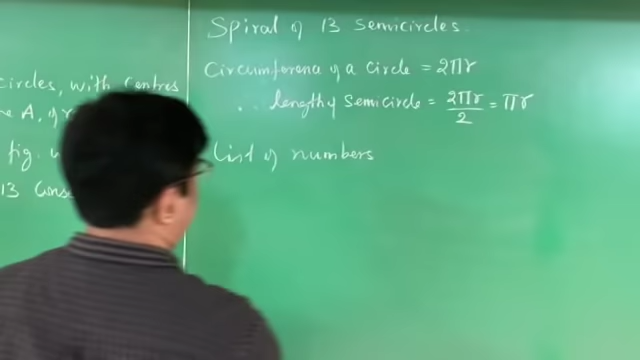 circles, with centres
A, of
fig.
13
Spiral of 13 semicircles.
Circumference of a circle = 2πr
∴ length of semicircle = 2πr/2 = πr
List of numbers